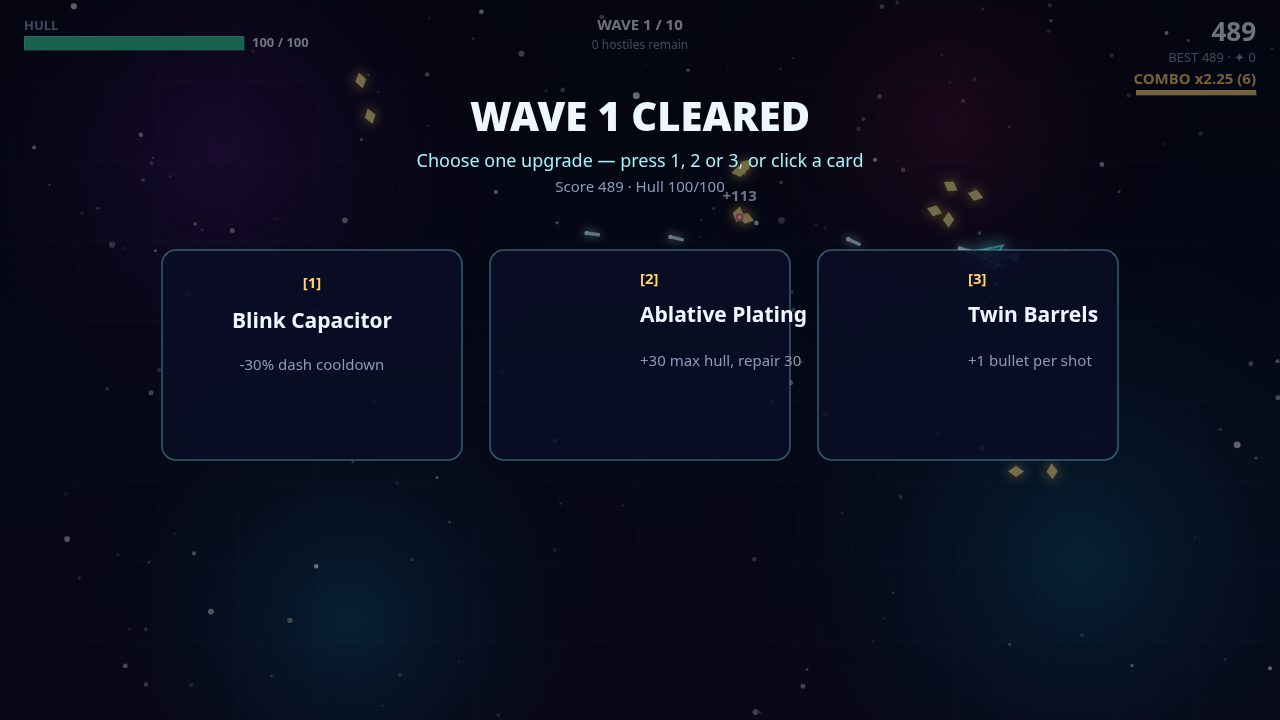 HULL
100 / 100
WAVE 1 / 10
0 hostiles remain
489
BEST 489 · ✦ 0
COMBO x2.25 (6)
WAVE 1 CLEARED
Choose one upgrade — press 1, 2 or 3, or click a card
Score 489 · Hull 100/100
+113
[1]
Blink Capacitor
-30% dash cooldown
[2]
Ablative Plating
+30 max hull, repair 30
[3]
Twin Barrels
+1 bullet per shot